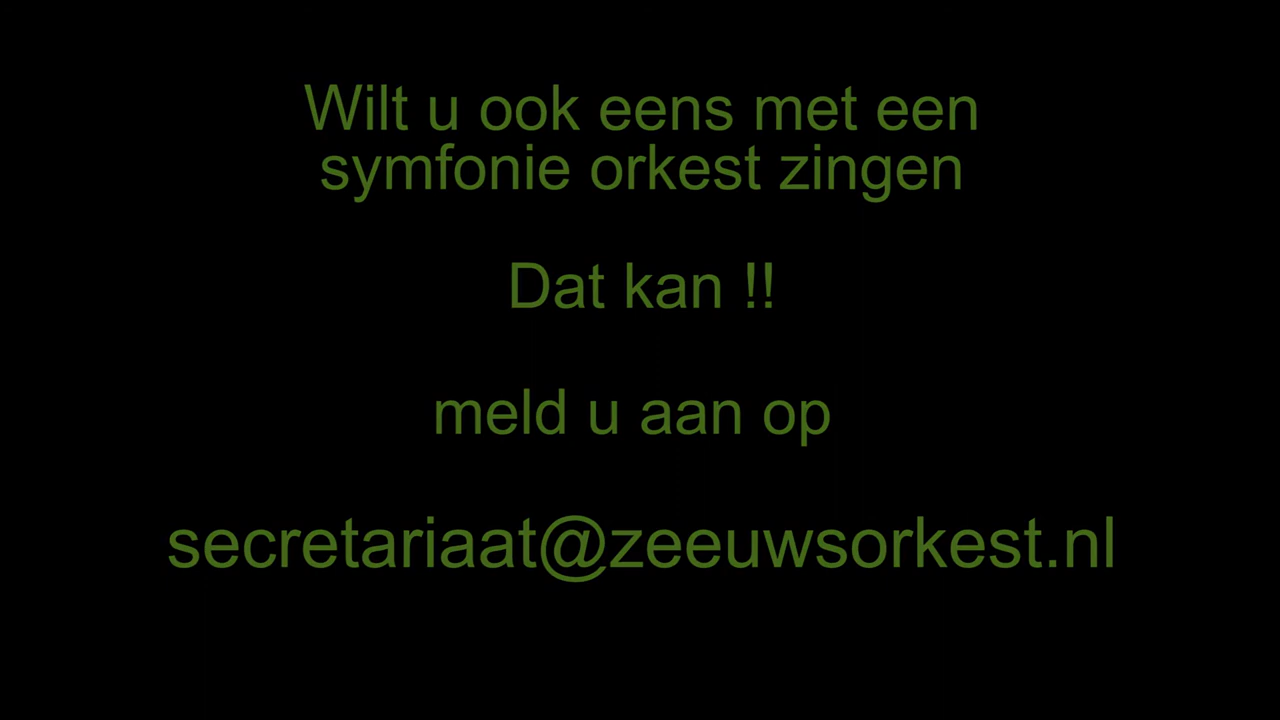 Wilt u ook eens met een
symfonie orkest zingen
Dat kan !!
meld u aan op
secretariaat@zeeuwsorkest.nl